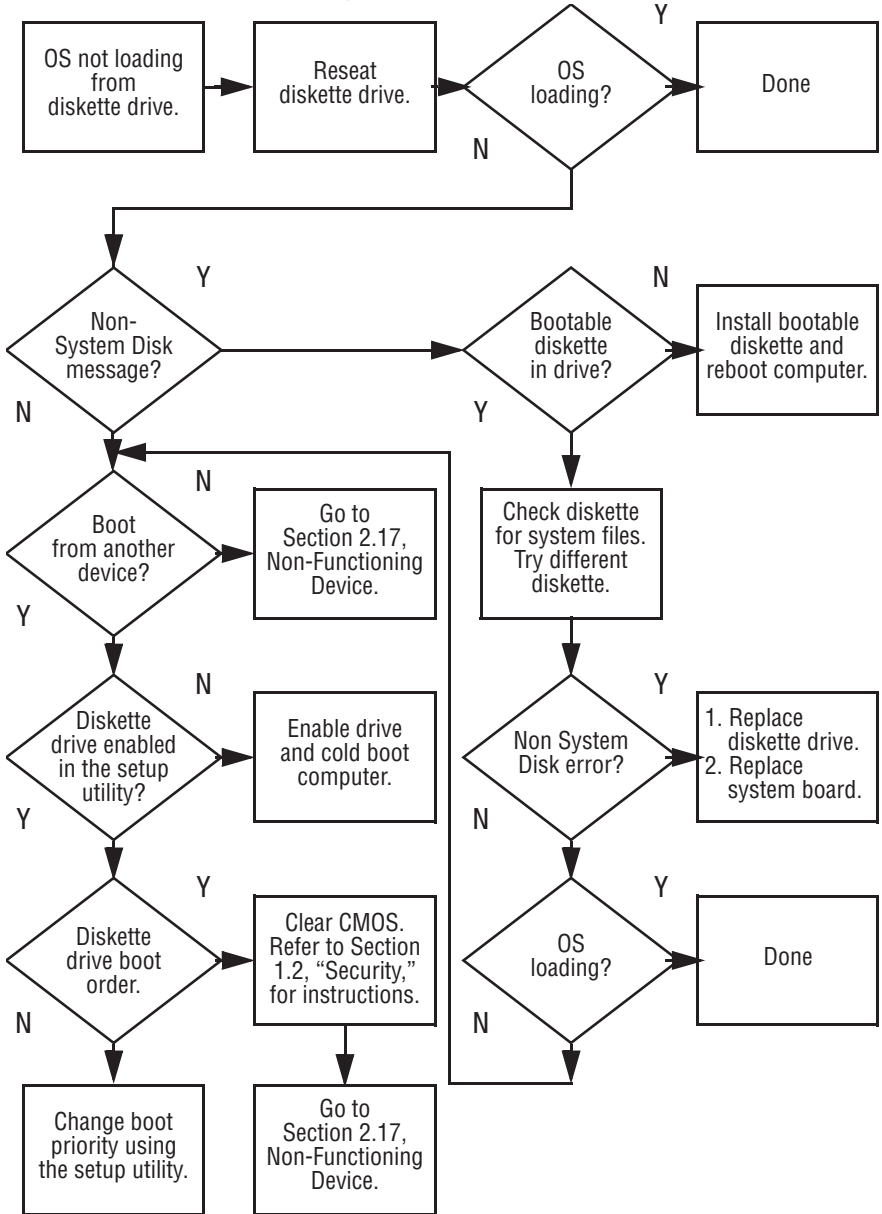 OS not loading
from
diskette drive.
Reseat
diskette drive.
OS
loading?
Y
Done
N
Non-
System Disk
message?
Y
N
Bootable
diskette
in drive?
N
Y
Install bootable
diskette and
reboot computer.
Boot
from another
device?
N
Y
Go to
Section 2.17,
Non-Functioning
Device.
Check diskette
for system files.
Try different
diskette.
Diskette
drive enabled
in the setup
utility?
N
Y
Enable drive
and cold boot
computer.
Non System
Disk error?
Y
N
1. Replace
diskette drive.
2. Replace
system board.
Diskette
drive boot
order.
Y
N
Clear CMOS.
Refer to Section
1.2, “Security,”
for instructions.
OS
loading?
Y
N
Done
Change boot
priority using
the setup utility.
Go to
Section 2.17,
Non-Functioning
Device.